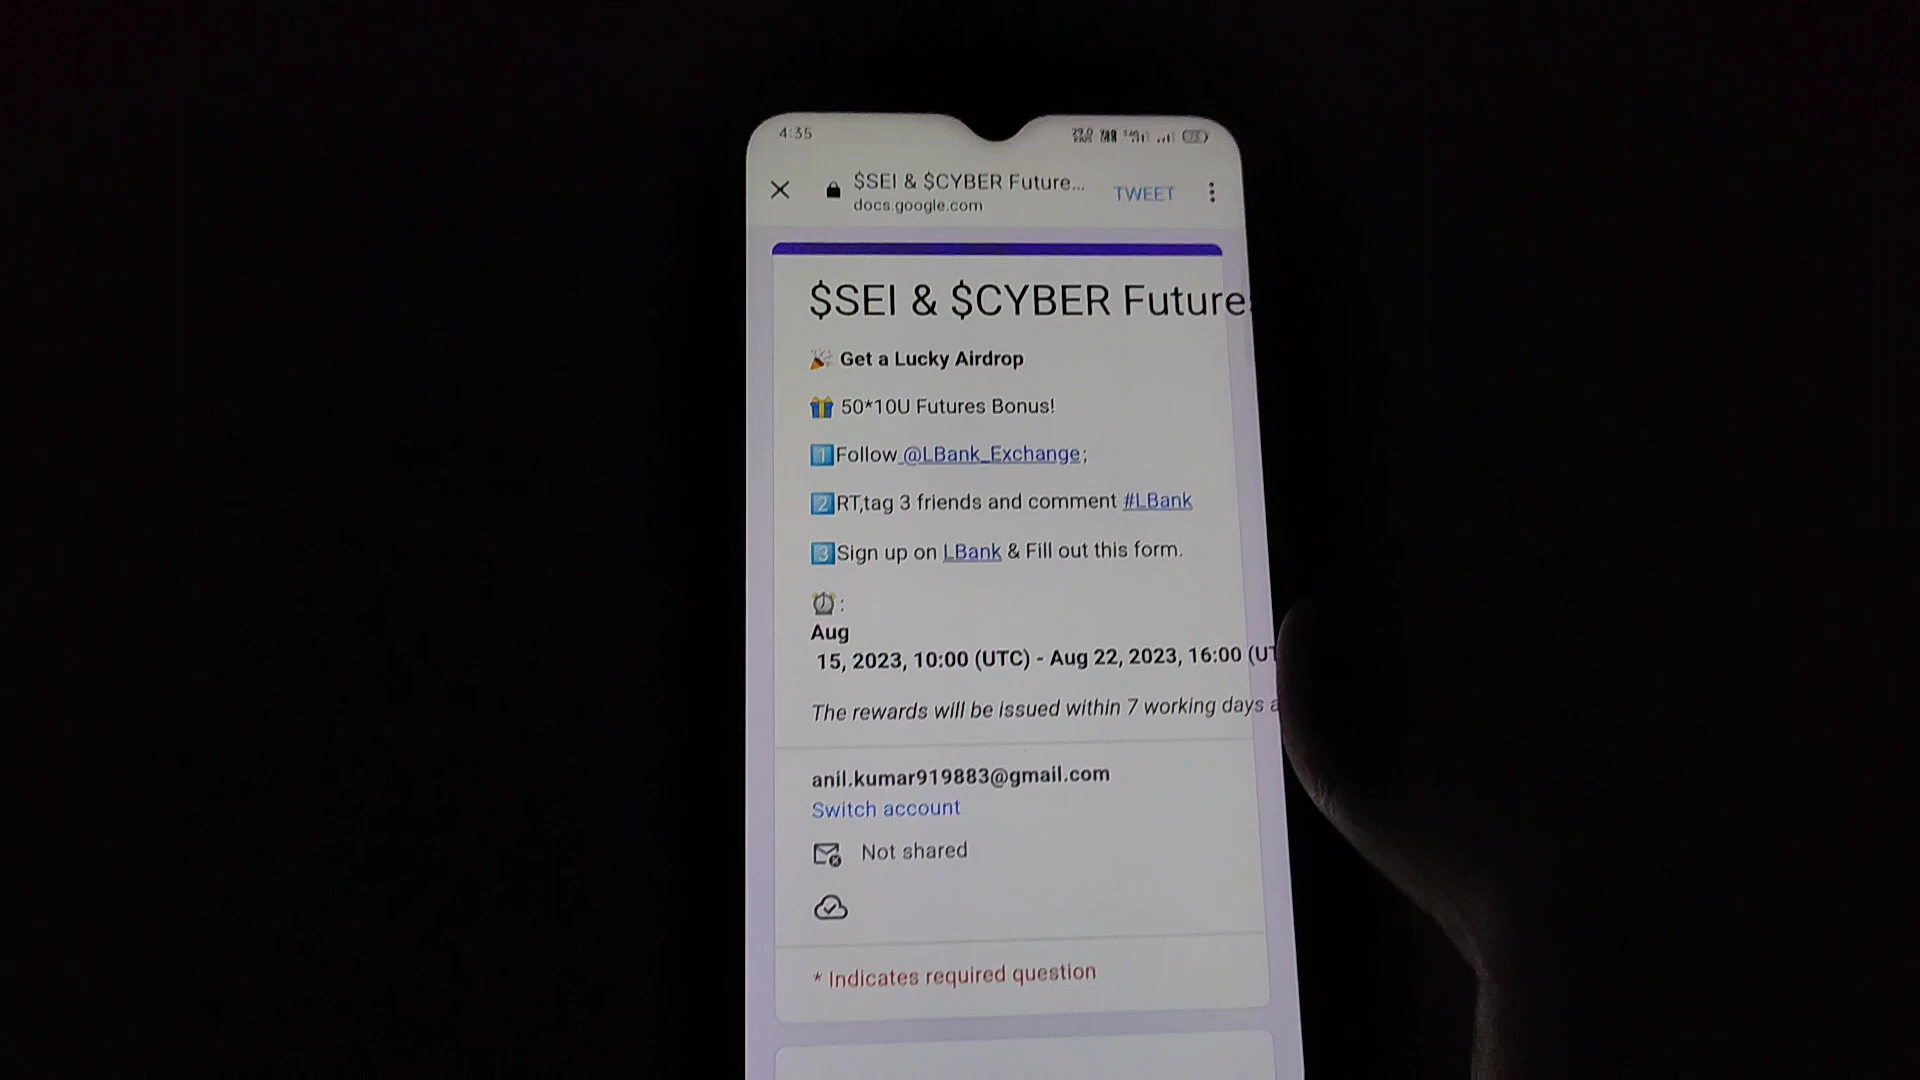 4:35
$SEI & $CYBER Future...
TWEET
docs.google.com
$SEI & $CYBER Future
🎉 Get a Lucky Airdrop
🎁 50*10U Futures Bonus!
1️⃣Follow @LBank_Exchange;
2️⃣RT,tag 3 friends and comment #LBank
3️⃣Sign up on LBank & Fill out this form.
⏰:
Aug
15, 2023, 10:00 (UTC) - Aug 22, 2023, 16:00 (UT
The rewards will be issued within 7 working days a
anil.kumar919883@gmail.com
Switch account
Not shared
* Indicates required question